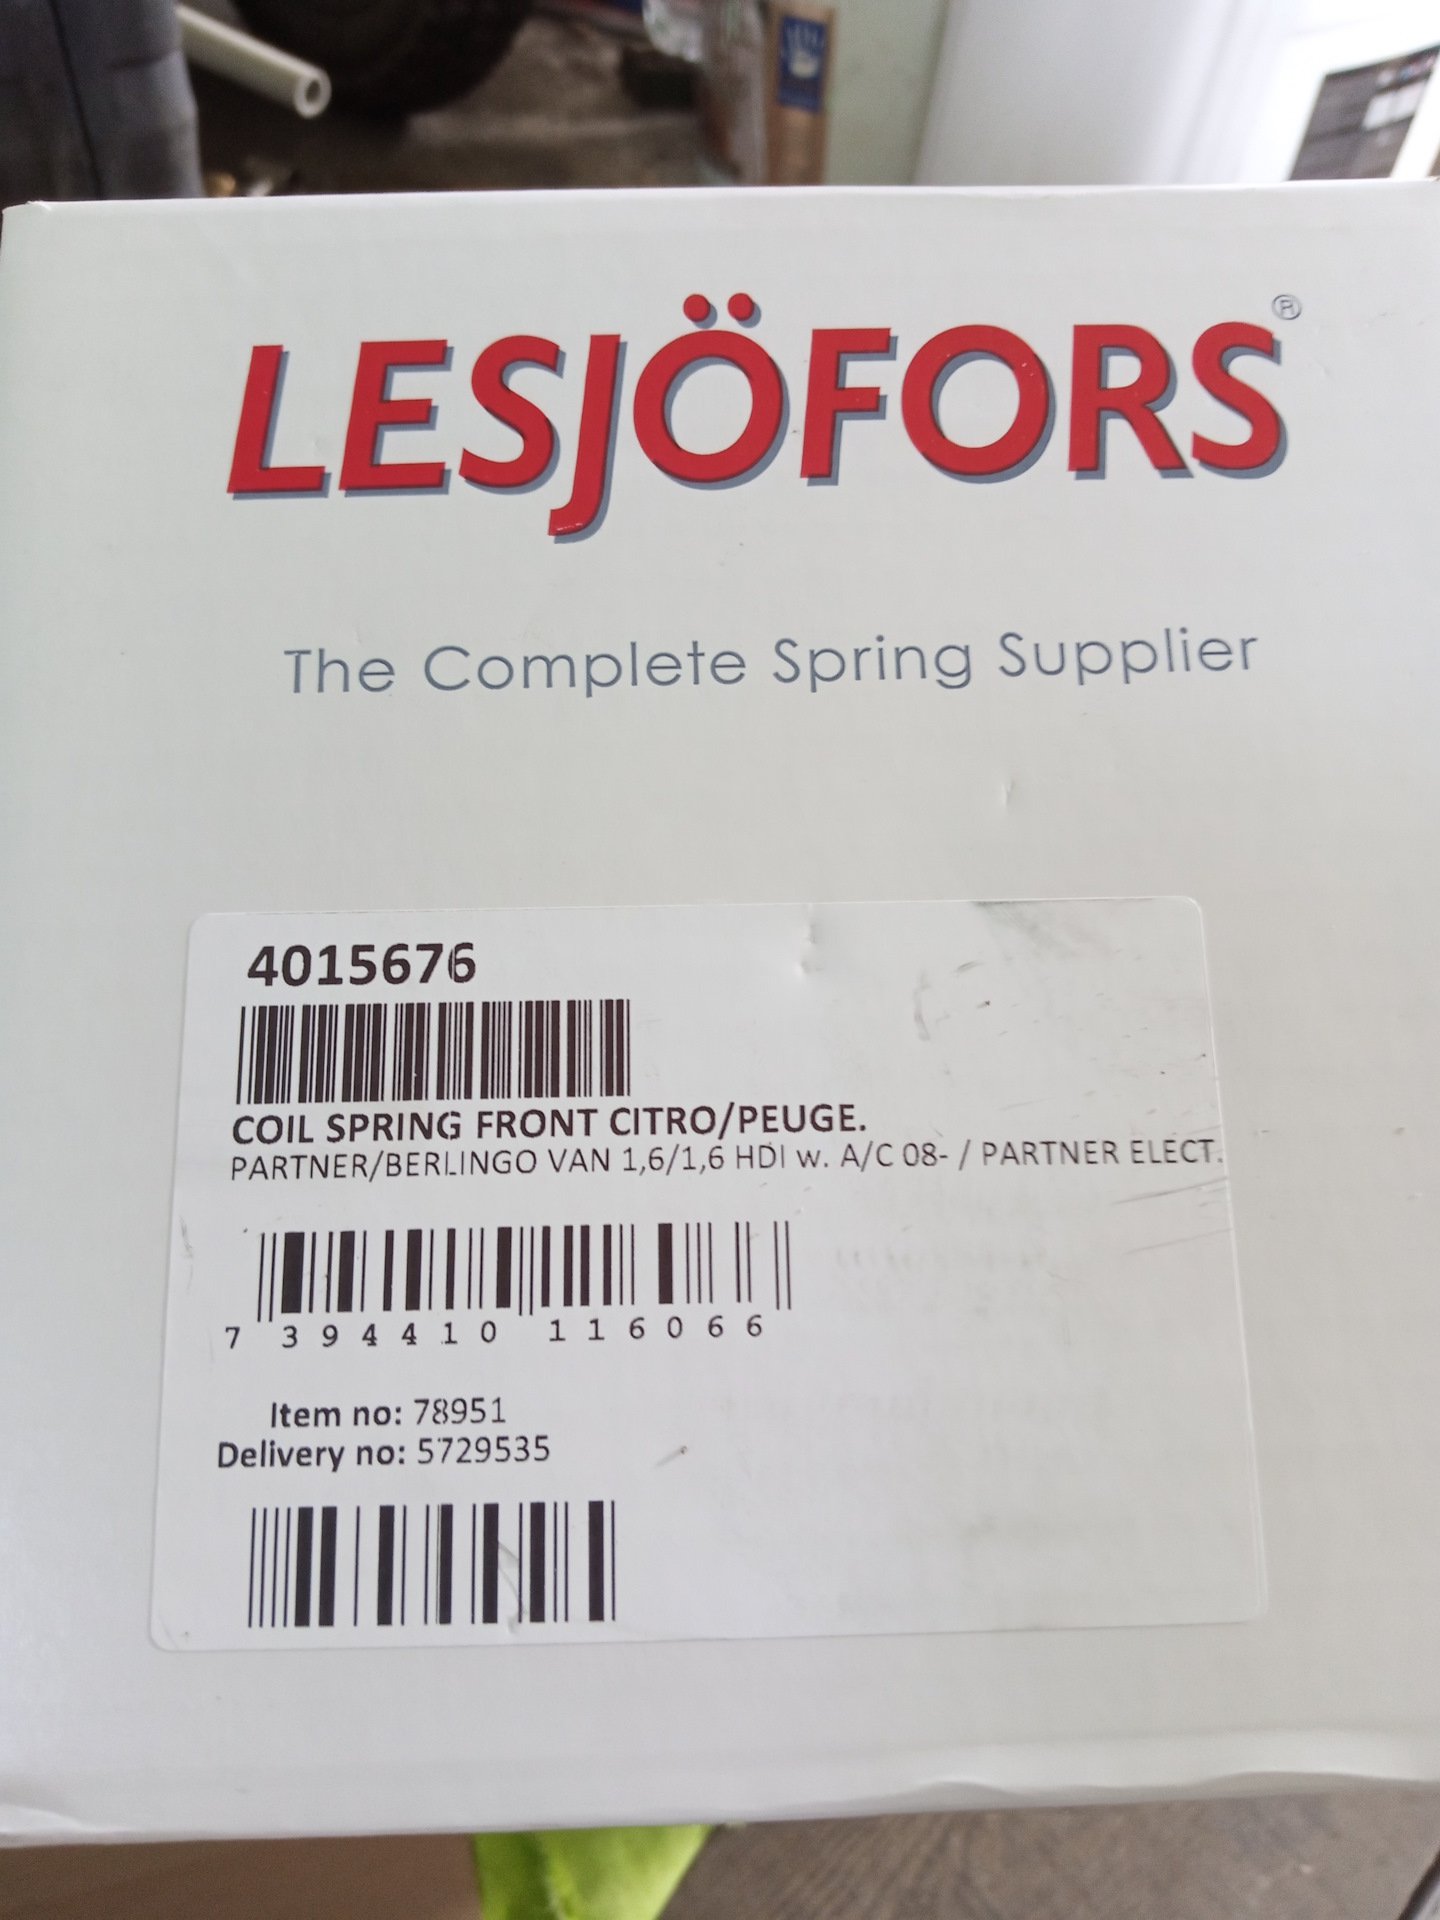 LESJÖFORS®
The Complete Spring Supplier
4015676
COIL SPRING FRONT CITRO/PEUGE.
PARTNER/BERLINGO VAN 1,6/1,6 HDI w. A/C 08- / PARTNER ELECT.
7 394410 116066
Item no: 78951
Delivery no: 5729535